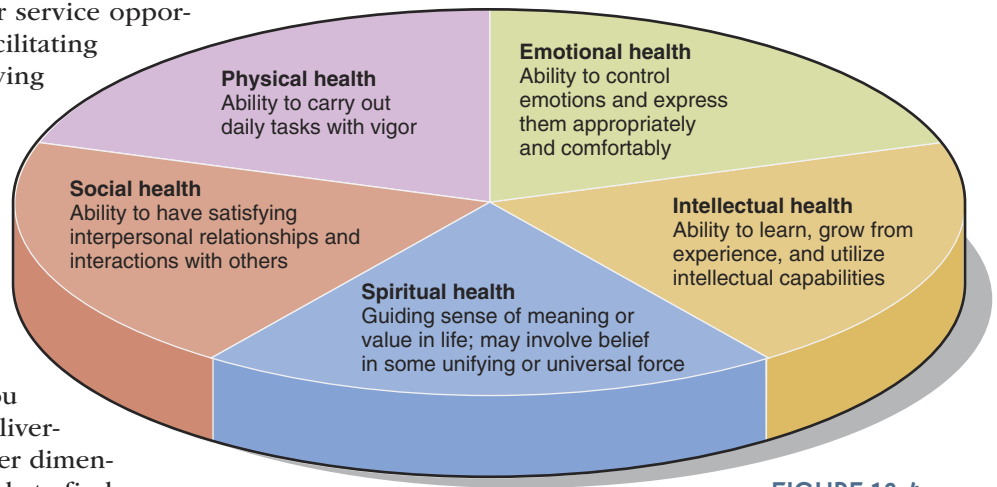 r service oppor-
cilitating
ving
Physical health
Ability to carry out
daily tasks with vigor
Emotional health
Ability to control
emotions and express
them appropriately
and comfortably
Social health
Ability to have satisfying
interpersonal relationships and
interactions with others
Intellectual health
Ability to learn, grow from
experience, and utilize
intellectual capabilities
Spiritual health
Guiding sense of meaning or
value in life; may involve belief
in some unifying or universal force
ou
liver-
er dimen-
FIGURE